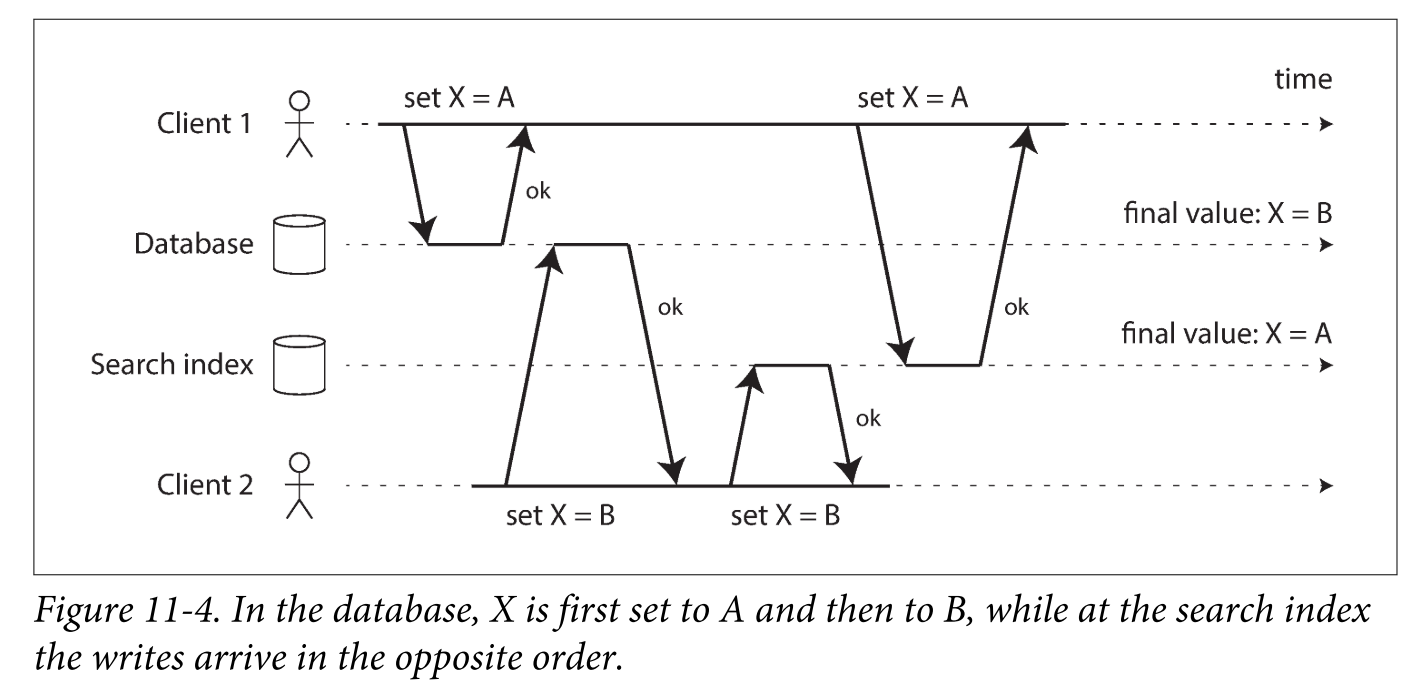 time
set X = A
set X = A
Client 1
ok
final value: X = B
Database
ok
ok
final value: X = A
Search index
ok
Client 2
set X = B
set X = B
Figure 11-4. In the database, X is first set to A and then to B, while at the search index
the writes arrive in the opposite order.